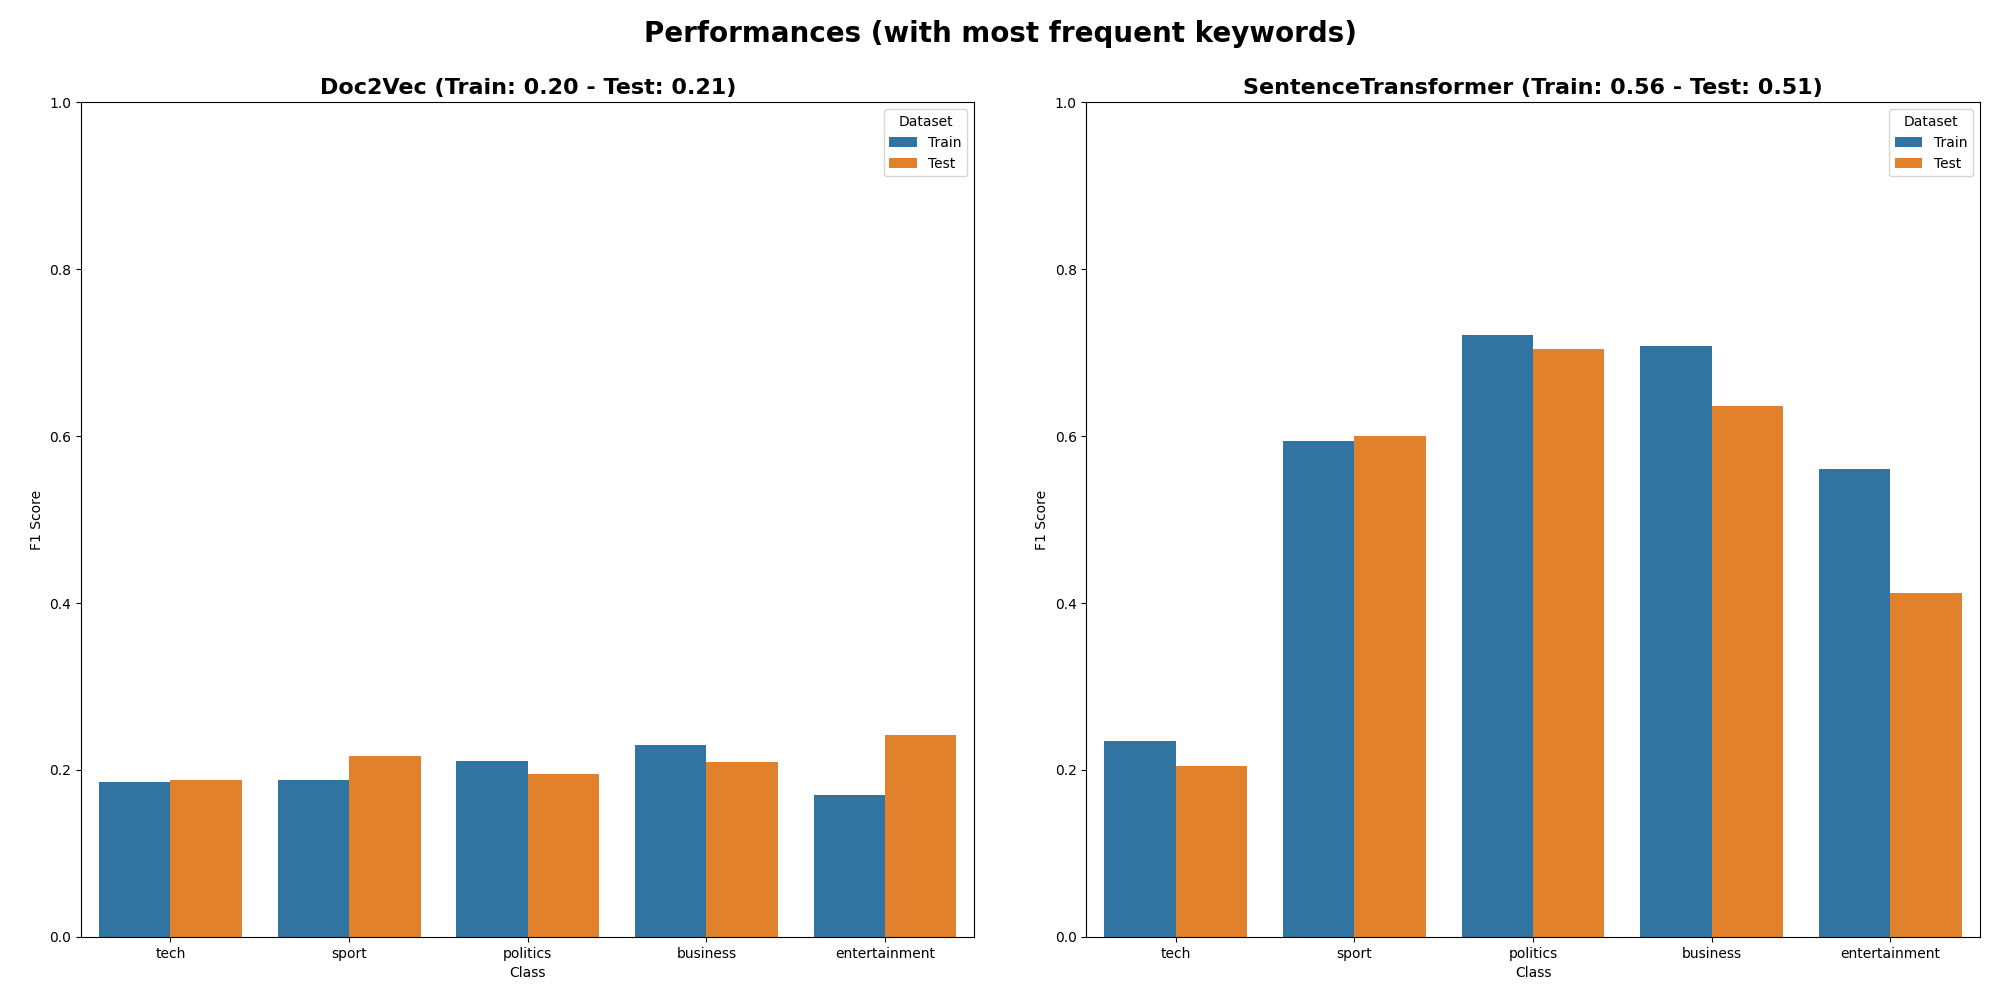 Performances (with most frequent keywords)
Doc2Vec (Train: 0.20 - Test: 0.21)
1.0
0.8
0.6
0.4
0.2
0.0
F1 Score
Dataset
Train
Test
tech sport politics business entertainment
Class
SentenceTransformer (Train: 0.56 - Test: 0.51)
1.0
0.8
0.6
0.4
0.2
0.0
F1 Score
Dataset
Train
Test
tech sport politics business entertainment
Class